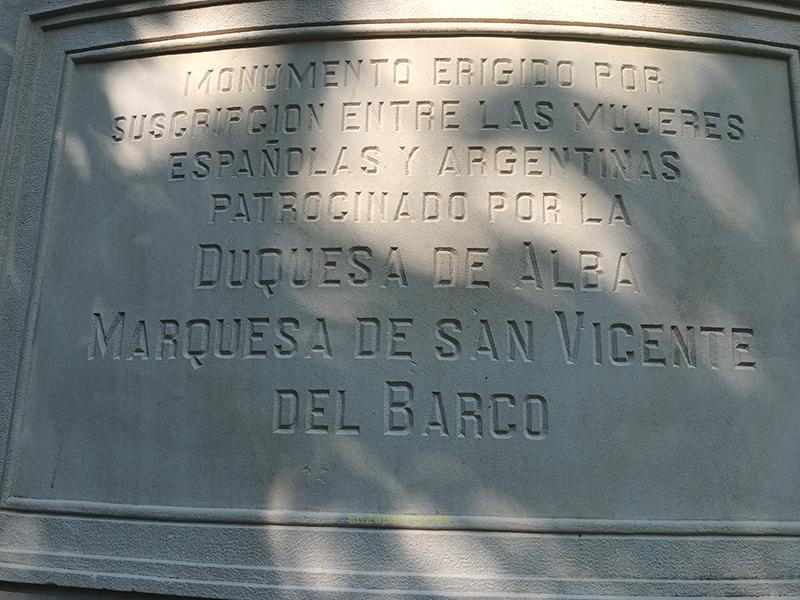 MONUMENTO ERIGIDO POR
SUSCRIPCION ENTRE LAS MUJERES
ESPAÑOLAS Y ARGENTINAS
PATROCINADO POR LA
DUQUESA DE ALBA
MARQUESA DE SAN VICENTE
DEL BARCO